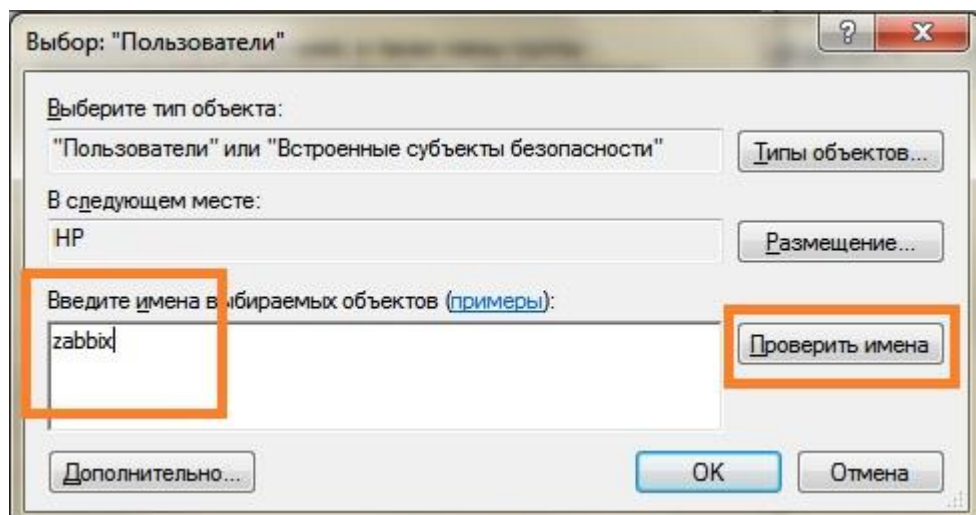 Выбор: "Пользователи"
Выберите тип объекта:
"Пользователи" или "Встроенные субъекты безопасности"
Типы объектов...
В следующем месте:
HP
Размещение...
Введите имена выбираемых объектов (примеры):
zabbix
Проверить имена
Дополнительно...
OK
Отмена